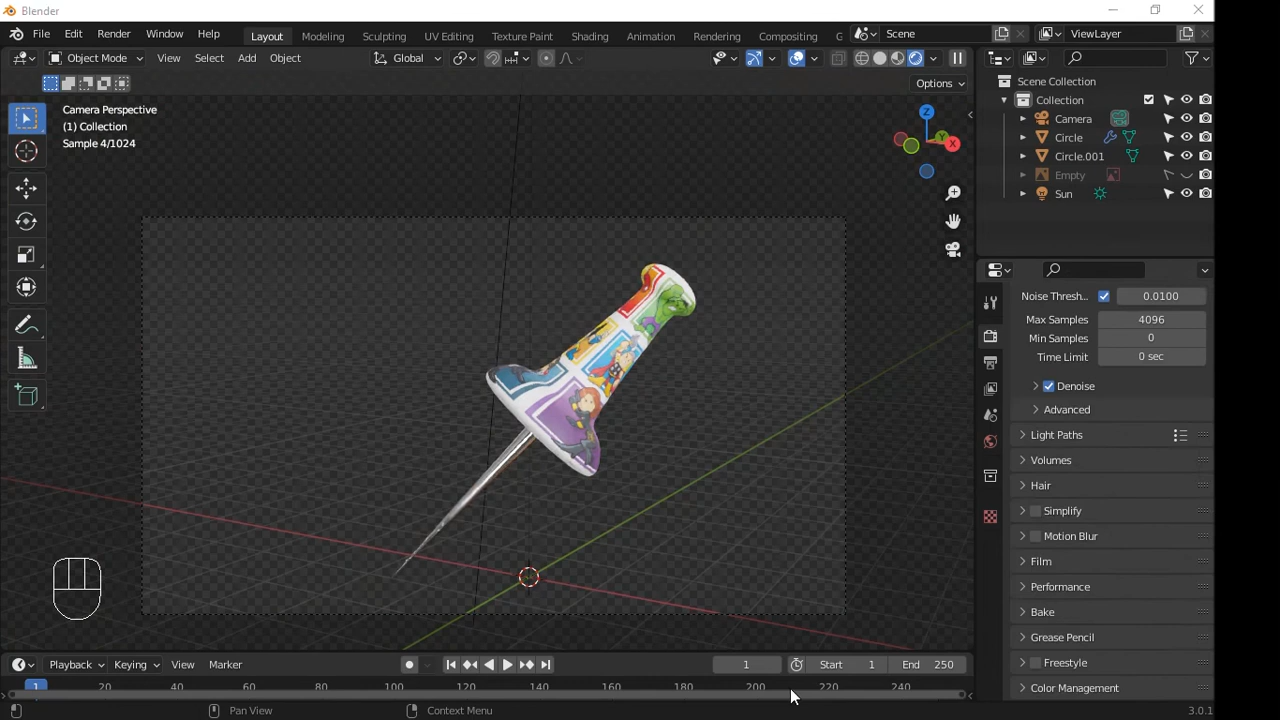 Blender
File Edit Render Window Help Layout Modeling Sculpting UV Editing Texture Paint Shading Animation Rendering Compositing G Scene ViewLayer
Object Mode View Select Add Object Global
Options
Camera Perspective
(1) Collection
Sample 4/1024
Z
Y
X
Scene Collection
Collection
Camera
Circle
Circle.001
Empty
Sun
Noise Thresh.. 0.0100
Max Samples 4096
Min Samples 0
Time Limit 0 sec
Denoise
Advanced
Light Paths
Volumes
Hair
Simplify
Motion Blur
Film
Performance
Bake
Grease Pencil
Freestyle
Color Management
Playback Keying View Marker 1 Start 1 End 250
1 20 40 60 80 100 120 140 160 180 200 220 240
Pan View Context Menu 3.0.1